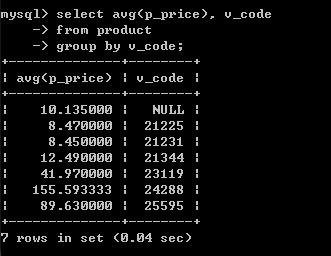 mysql> select avg(p_price), v_code
    -> from product
    -> group by v_code;
+--------------+--------+
| avg(p_price) | v_code |
+--------------+--------+
|    10.135000 |   NULL |
|     8.470000 |  21225 |
|     8.450000 |  21231 |
|    12.490000 |  21344 |
|    41.970000 |  23119 |
|   155.593333 |  24288 |
|    89.630000 |  25595 |
+--------------+--------+
7 rows in set (0.04 sec)